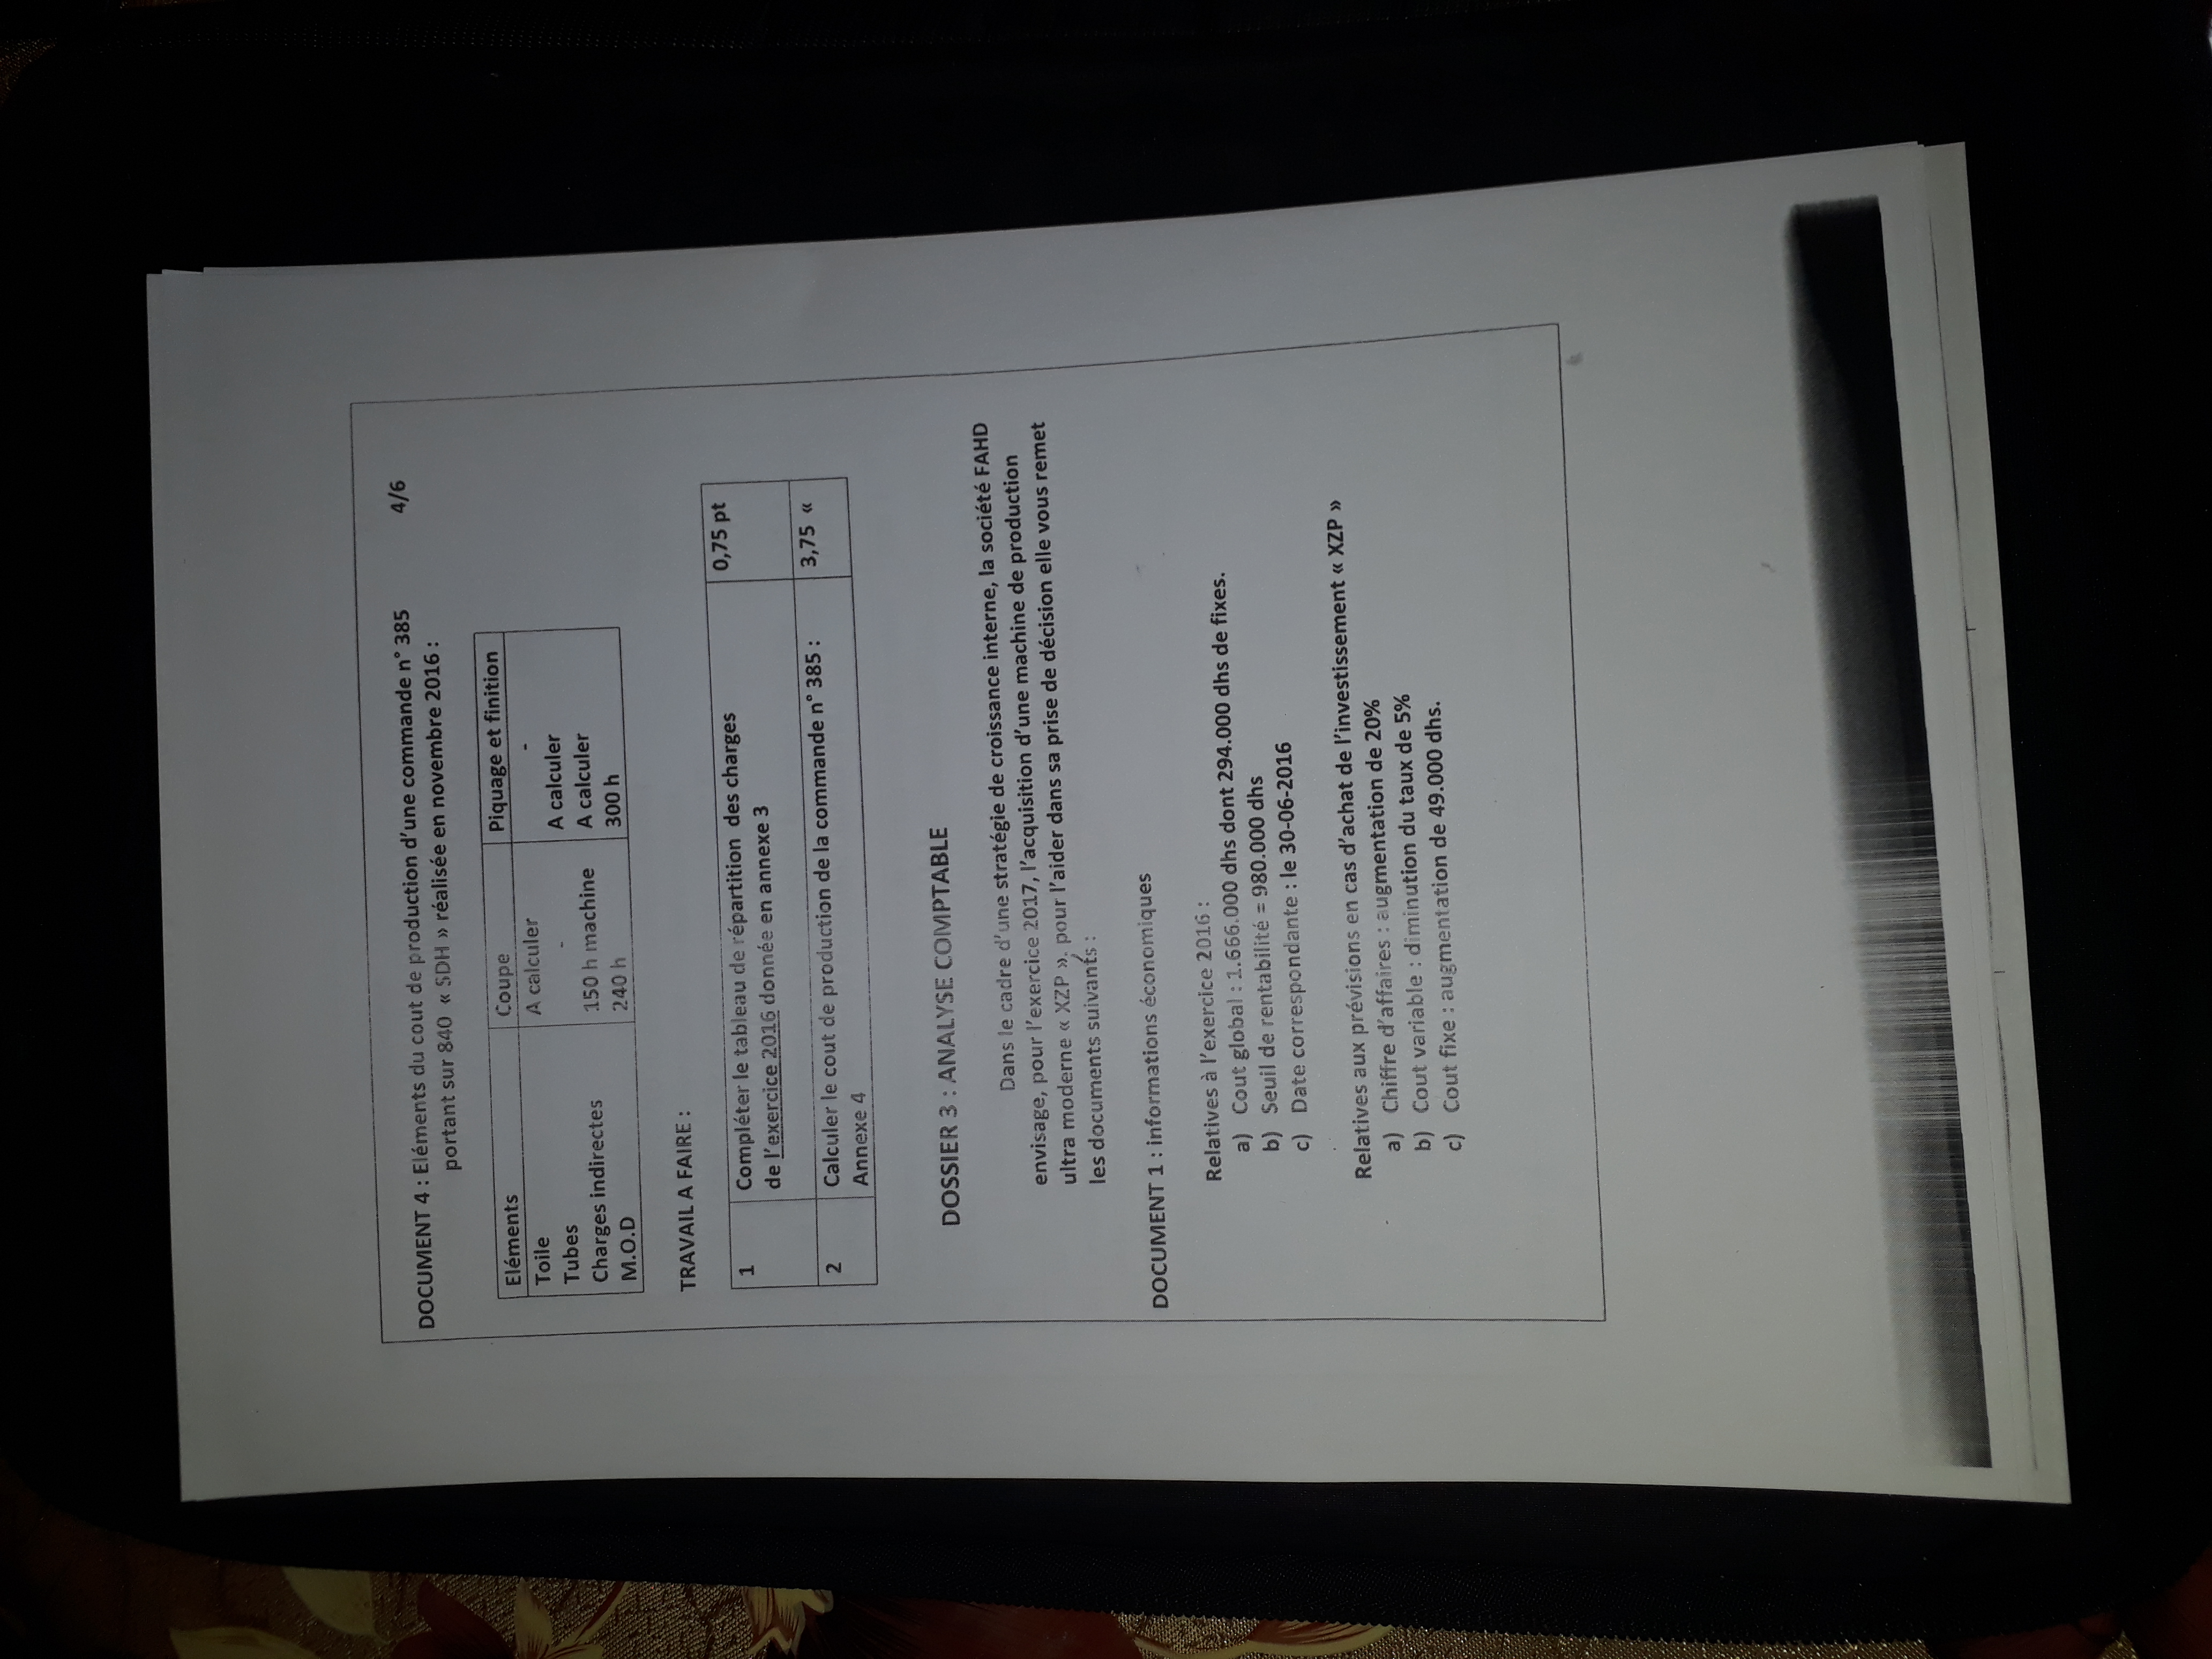 4/6
DOCUMENT 4 : Eléments du cout de production d'une commande n° 385
portant sur 840 « SDH » réalisée en novembre 2016 :
Eléments Coupe Piquage et finition
Toile A calculer -
Tubes - A calculer
Charges indirectes 150 h machine A calculer
M.O.D 240 h 300 h
TRAVAIL A FAIRE :
1 Compléter le tableau de répartition des charges 0,75 pt
de l'exercice 2016 donnée en annexe 3
2 Calculer le cout de production de la commande n° 385 : 3,75 «
Annexe 4
DOSSIER 3 : ANALYSE COMPTABLE
Dans le cadre d'une stratégie de croissance interne, la société FAHD
envisage, pour l'exercice 2017, l'acquisition d'une machine de production
ultra moderne « XZP ». pour l'aider dans sa prise de décision elle vous remet
les documents suivants :
DOCUMENT 1 : informations économiques
Relatives à l'exercice 2016 :
a) Cout global : 1.666.000 dhs dont 294.000 dhs de fixes.
b) Seuil de rentabilité = 980.000 dhs
c) Date correspondante : le 30-06-2016
Relatives aux prévisions en cas d'achat de l'investissement « XZP »
a) Chiffre d'affaires : augmentation de 20%
b) Cout variable : diminution du taux de 5%
c) Cout fixe : augmentation de 49.000 dhs.